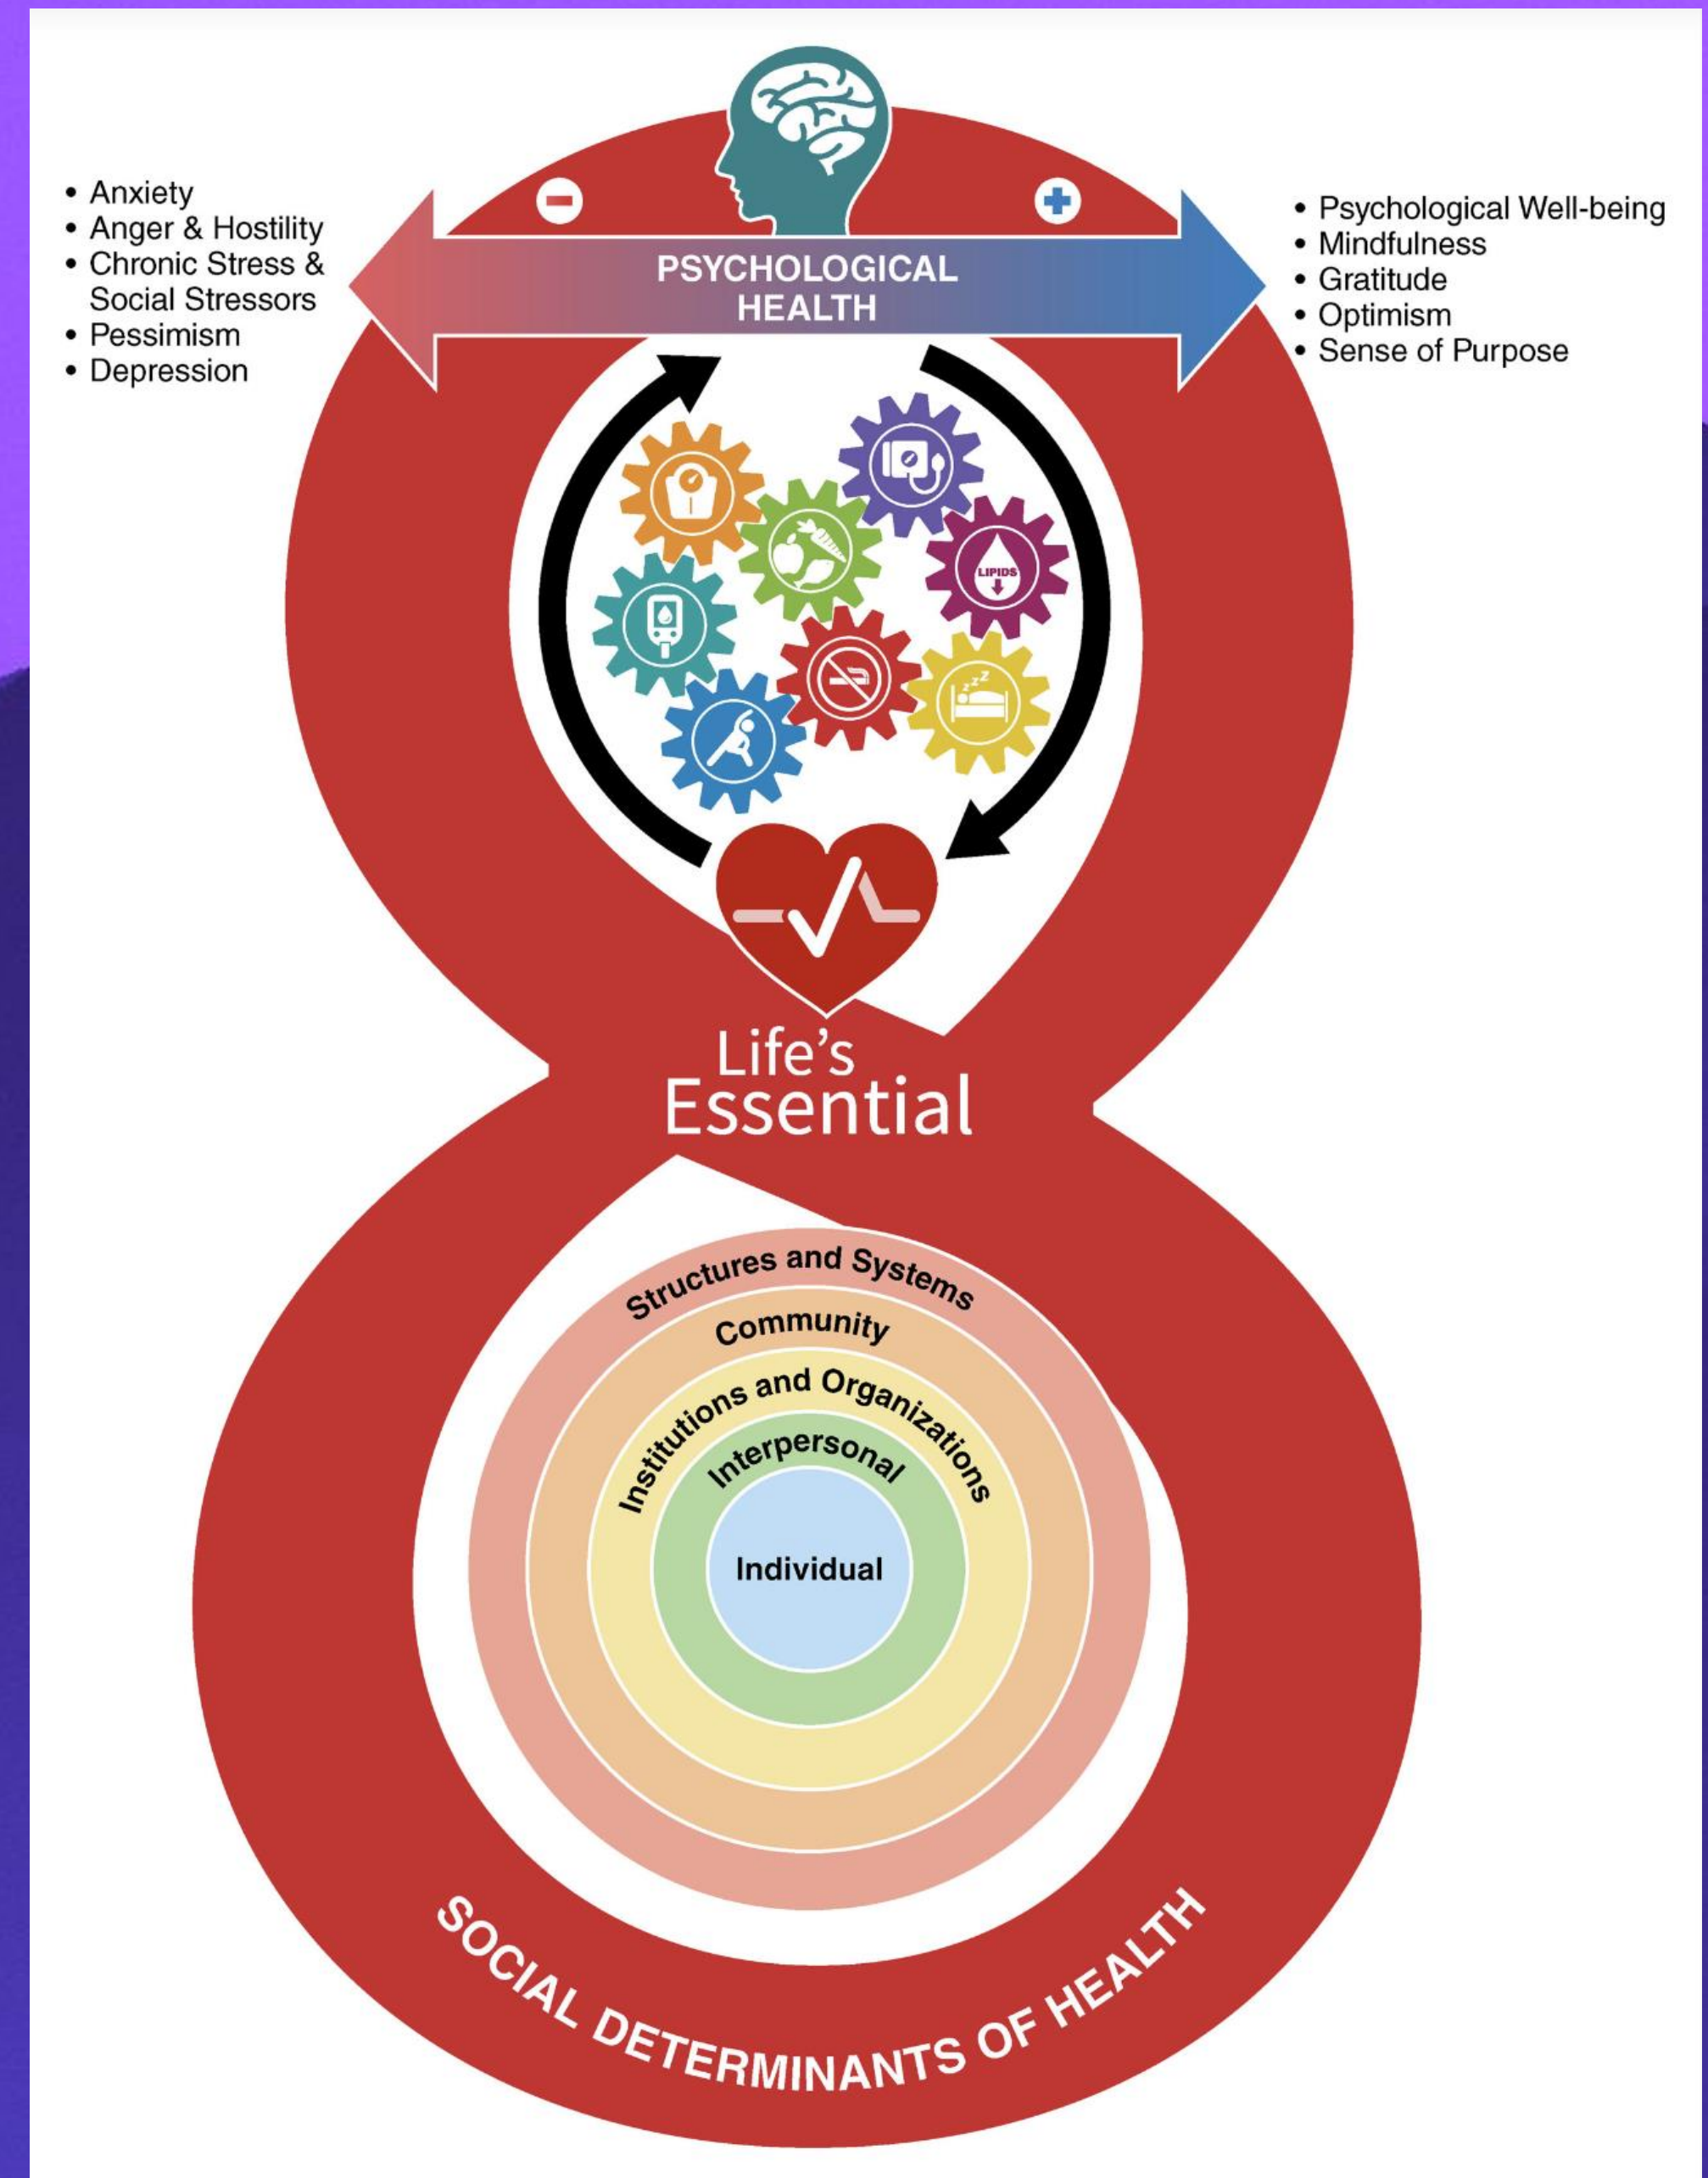 • Anxiety
• Anger & Hostility
• Chronic Stress &
Social Stressors
• Pessimism
• Depression
PSYCHOLOGICAL
HEALTH
• Psychological Well-being
• Mindfulness
• Gratitude
• Optimism
• Sense of Purpose
LIPIDS
z z Z
Life's
Essential
Structures and Systems
Community
Institutions and Organizations
Interpersonal
Individual
SOCIAL DETERMINANTS OF HEALTH